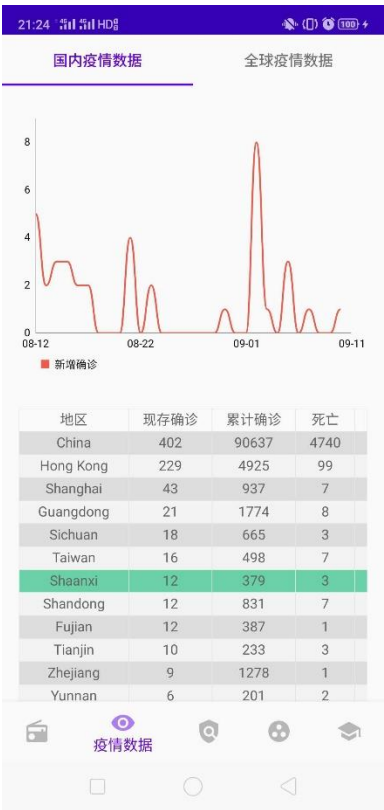 21:24 4G 4G HD 100
国内疫情数据 全球疫情数据
8
6
4
2
0
08-12 08-22 09-01 09-11
新增确诊
地区 现存确诊 累计确诊 死亡
China 402 90637 4740
Hong Kong 229 4925 99
Shanghai 43 937 7
Guangdong 21 1774 8
Sichuan 18 665 3
Taiwan 16 498 7
Shaanxi 12 379 3
Shandong 12 831 7
Fujian 12 387 1
Tianjin 10 233 3
Zhejiang 9 1278 1
Yunnan 6 201 2
疫情数据